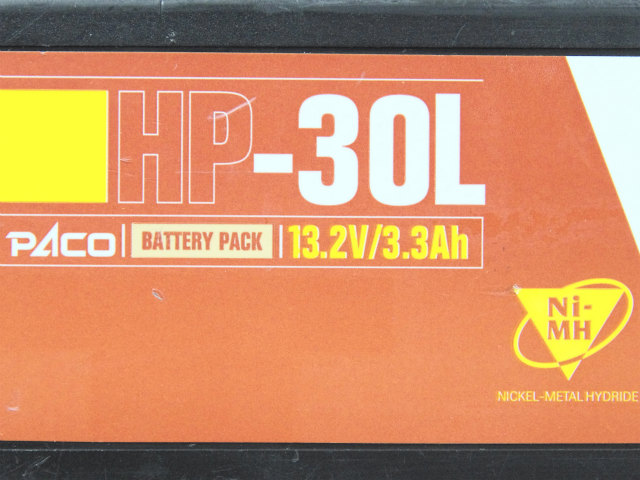 HP-30L
PACO BATTERY PACK 13.2V/3.3Ah
Ni-
MH
NICKEL-METAL HYDRIDE